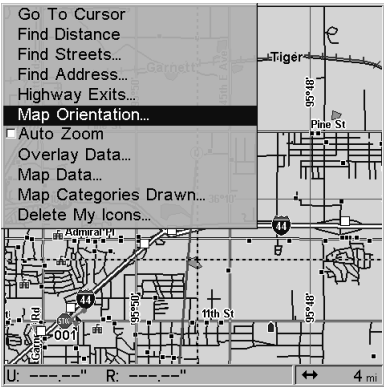 Go To Cursor
Find Distance
Find Streets...
Find Address...
Highway Exits...
Map Orientation...
Auto Zoom
Overlay Data...
Map Data...
Map Categories Drawn...
Delete My Icons...
Garnett
Tiger
95°48'
Pine St
Admiral Pl
44
44
95°50'
95°48'
11th St
001
U: ---.--" R: ---.--" ↔ 4 mi